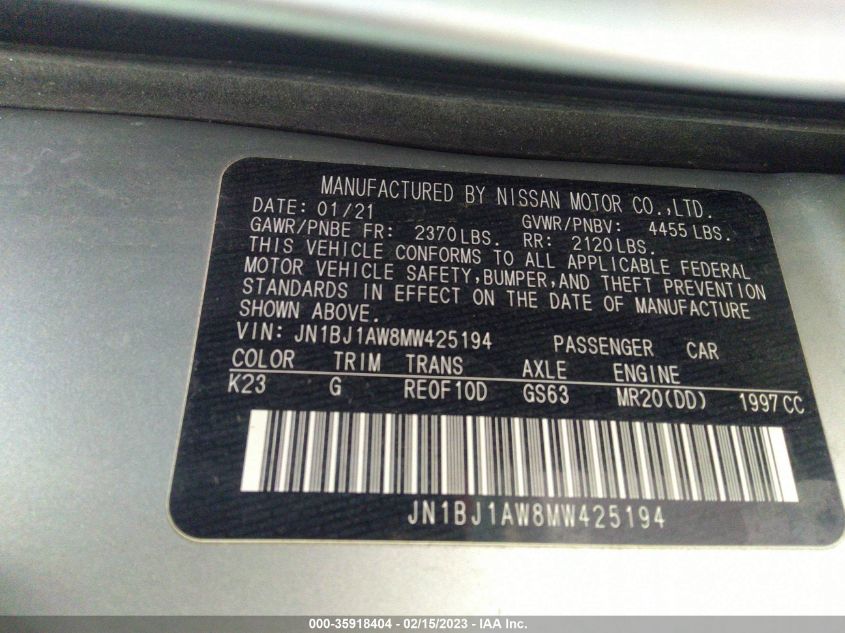 MANUFACTURED BY NISSAN MOTOR CO.,LTD.
DATE: 01/21 GVWR/PNBV: 4455 LBS.
GAWR/PNBE FR: 2370LBS. RR: 2120LBS.
THIS VEHICLE CONFORMS TO ALL APPLICABLE FEDERAL
MOTOR VEHICLE SAFETY,BUMPER,AND THEFT PREVENTION
STANDARDS IN EFFECT ON THE DATE OF MANUFACTURE
SHOWN ABOVE.
VIN: JN1BJ1AW8MW425194 PASSENGER CAR
COLOR TRIM TRANS AXLE ENGINE
K23 G RE0F10D GS63 MR20(DD) 1997CC
JN1BJ1AW8MW425194
000-35918404 - 02/15/2023 - IAA Inc.